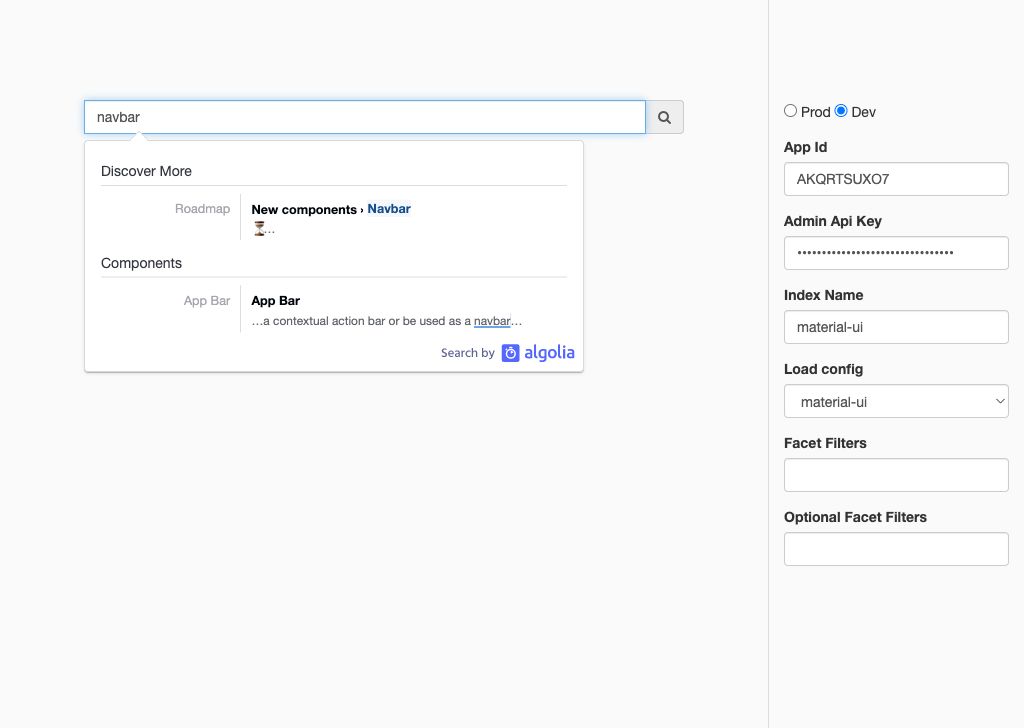 navbar
Discover More
Roadmap
New components › Navbar
⏳...
Components
App Bar
App Bar
…a contextual action bar or be used as a navbar…
Search by algolia
Prod Dev
App Id
AKQRTSUXO7
Admin Api Key
••••••••••••••••••••••••••••••••
Index Name
material-ui
Load config
material-ui
Facet Filters
Optional Facet Filters